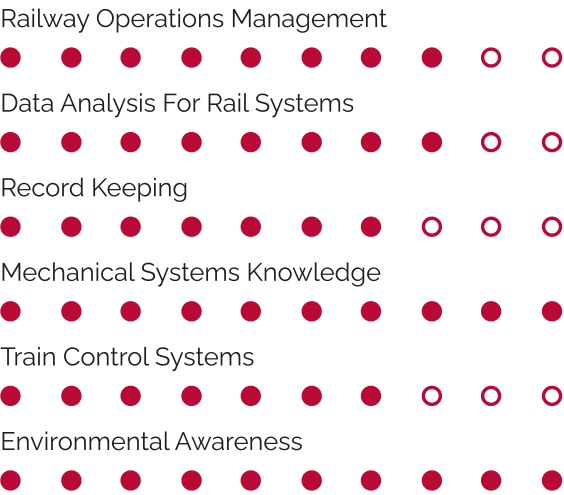 Railway Operations Management
Data Analysis For Rail Systems
Record Keeping
Mechanical Systems Knowledge
Train Control Systems
Environmental Awareness